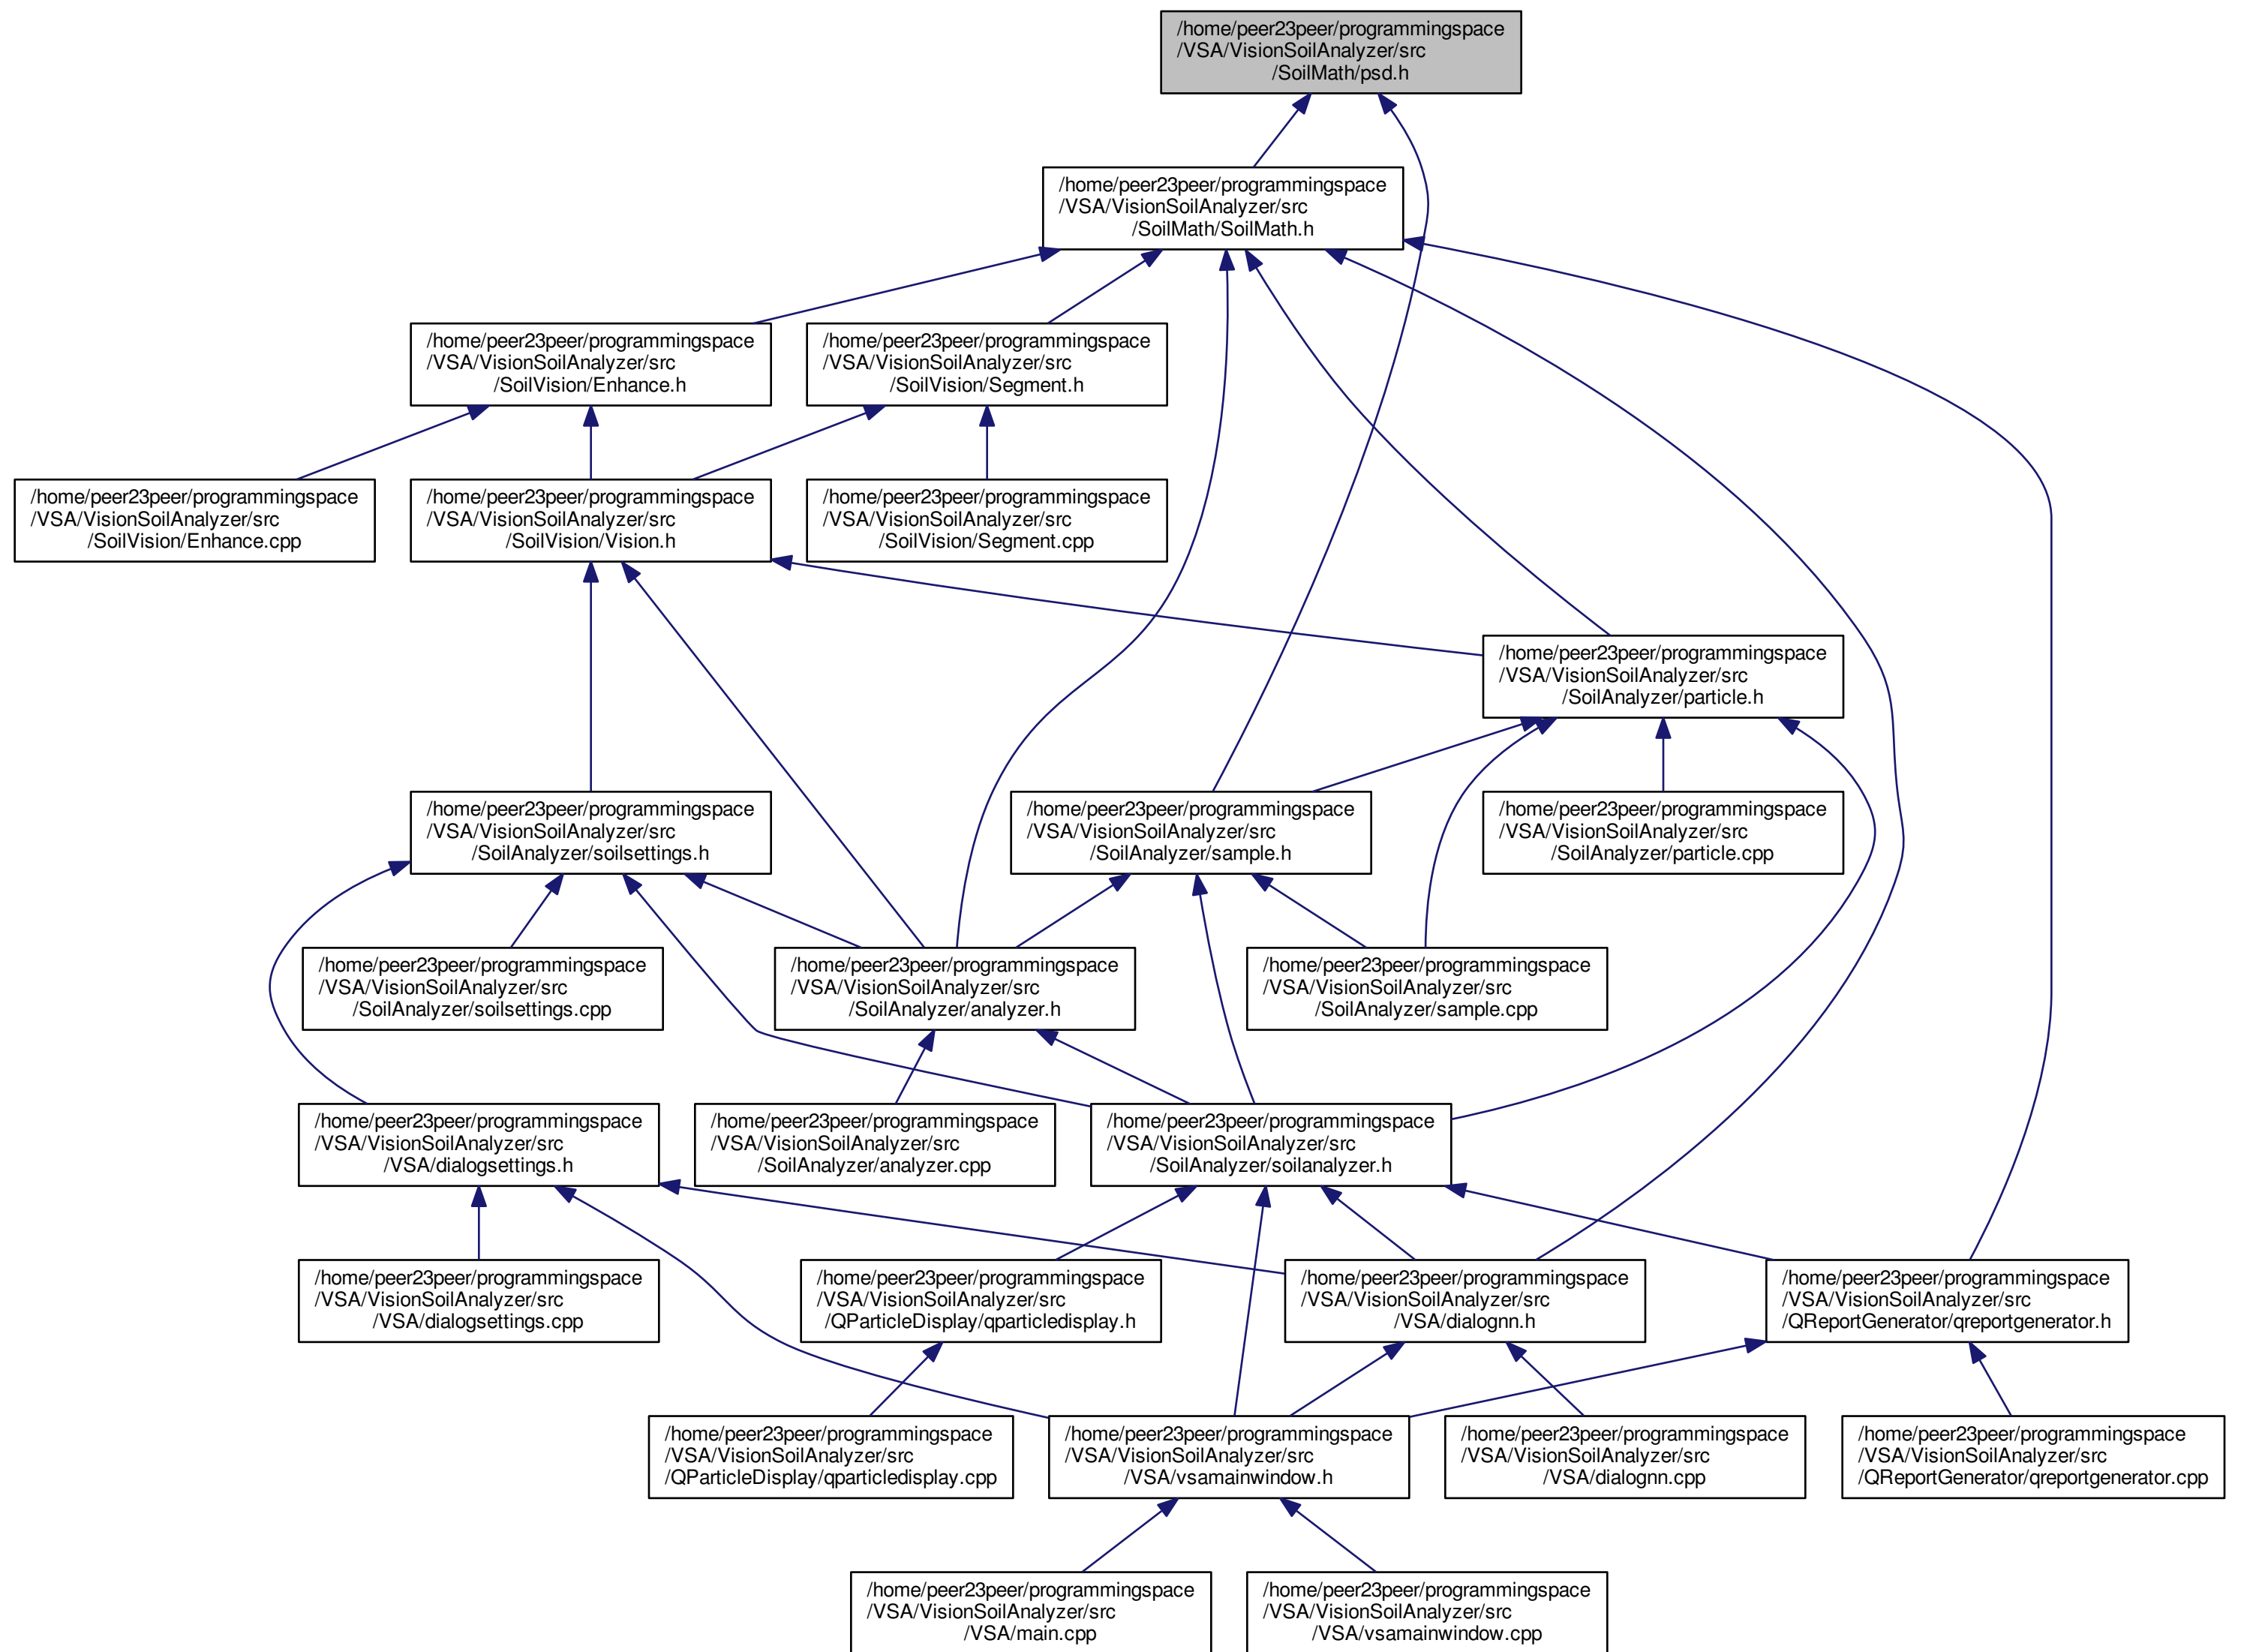 /home/peer23peer/programmingspace
/VSA/VisionSoilAnalyzer/src
/SoilMath/psd.h
/home/peer23peer/programmingspace
/VSA/VisionSoilAnalyzer/src
/SoilMath/SoilMath.h
/home/peer23peer/programmingspace
/VSA/VisionSoilAnalyzer/src
/SoilVision/Enhance.h
/home/peer23peer/programmingspace
/VSA/VisionSoilAnalyzer/src
/SoilVision/Segment.h
/home/peer23peer/programmingspace
/VSA/VisionSoilAnalyzer/src
/SoilVision/Enhance.cpp
/home/peer23peer/programmingspace
/VSA/VisionSoilAnalyzer/src
/SoilVision/Vision.h
/home/peer23peer/programmingspace
/VSA/VisionSoilAnalyzer/src
/SoilVision/Segment.cpp
/home/peer23peer/programmingspace
/VSA/VisionSoilAnalyzer/src
/SoilAnalyzer/particle.h
/home/peer23peer/programmingspace
/VSA/VisionSoilAnalyzer/src
/SoilAnalyzer/soilsettings.h
/home/peer23peer/programmingspace
/VSA/VisionSoilAnalyzer/src
/SoilAnalyzer/sample.h
/home/peer23peer/programmingspace
/VSA/VisionSoilAnalyzer/src
/SoilAnalyzer/particle.cpp
/home/peer23peer/programmingspace
/VSA/VisionSoilAnalyzer/src
/SoilAnalyzer/soilsettings.cpp
/home/peer23peer/programmingspace
/VSA/VisionSoilAnalyzer/src
/SoilAnalyzer/analyzer.h
/home/peer23peer/programmingspace
/VSA/VisionSoilAnalyzer/src
/SoilAnalyzer/sample.cpp
/home/peer23peer/programmingspace
/VSA/VisionSoilAnalyzer/src
/VSA/dialogsettings.h
/home/peer23peer/programmingspace
/VSA/VisionSoilAnalyzer/src
/SoilAnalyzer/analyzer.cpp
/home/peer23peer/programmingspace
/VSA/VisionSoilAnalyzer/src
/SoilAnalyzer/soilanalyzer.h
/home/peer23peer/programmingspace
/VSA/VisionSoilAnalyzer/src
/VSA/dialogsettings.cpp
/home/peer23peer/programmingspace
/VSA/VisionSoilAnalyzer/src
/QParticleDisplay/qparticledisplay.h
/home/peer23peer/programmingspace
/VSA/VisionSoilAnalyzer/src
/VSA/dialognn.h
/home/peer23peer/programmingspace
/VSA/VisionSoilAnalyzer/src
/QReportGenerator/qreportgenerator.h
/home/peer23peer/programmingspace
/VSA/VisionSoilAnalyzer/src
/QParticleDisplay/qparticledisplay.cpp
/home/peer23peer/programmingspace
/VSA/VisionSoilAnalyzer/src
/VSA/vsamainwindow.h
/home/peer23peer/programmingspace
/VSA/VisionSoilAnalyzer/src
/VSA/dialognn.cpp
/home/peer23peer/programmingspace
/VSA/VisionSoilAnalyzer/src
/QReportGenerator/qreportgenerator.cpp
/home/peer23peer/programmingspace
/VSA/VisionSoilAnalyzer/src
/VSA/main.cpp
/home/peer23peer/programmingspace
/VSA/VisionSoilAnalyzer/src
/VSA/vsamainwindow.cpp